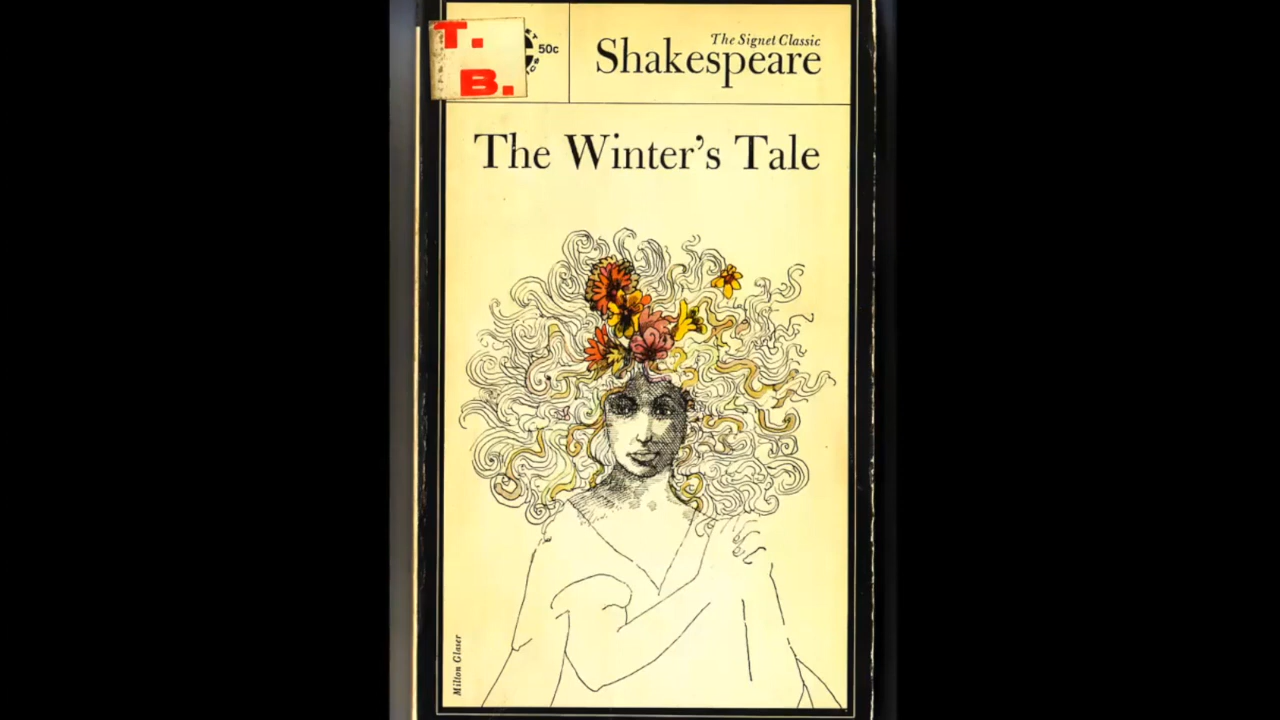 T.
B.
50c
The Signet Classic
Shakespeare
The Winter's Tale
Milton Glaser